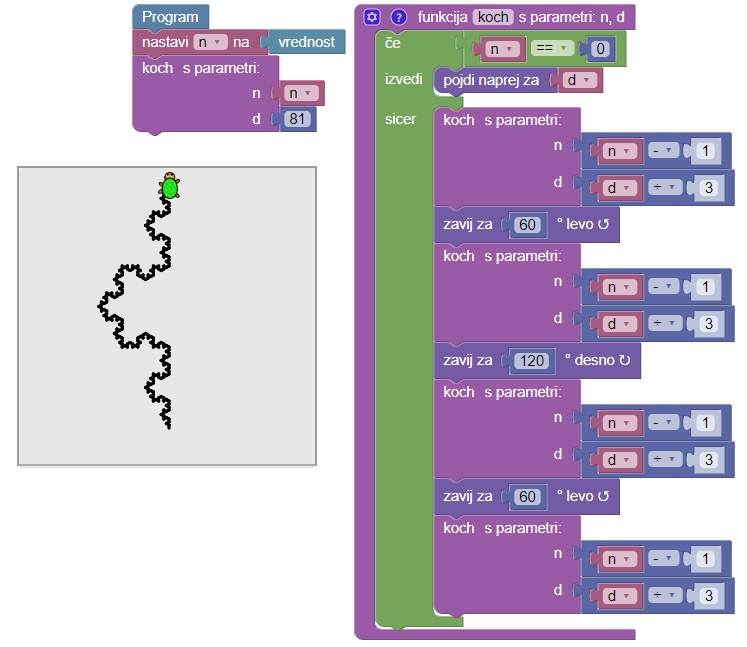 Program
nastavi n na vrednost
koch s parametri:
n n
d 81
? funkcija koch s parametri: n, d
če n == 0
izvedi pojdi naprej za d
sicer koch s parametri:
n n - 1
d d ÷ 3
zavij za 60 ° levo ↺
koch s parametri:
n n - 1
d d ÷ 3
zavij za 120 ° desno ↻
koch s parametri:
n n - 1
d d ÷ 3
zavij za 60 ° levo ↺
koch s parametri:
n n - 1
d d ÷ 3